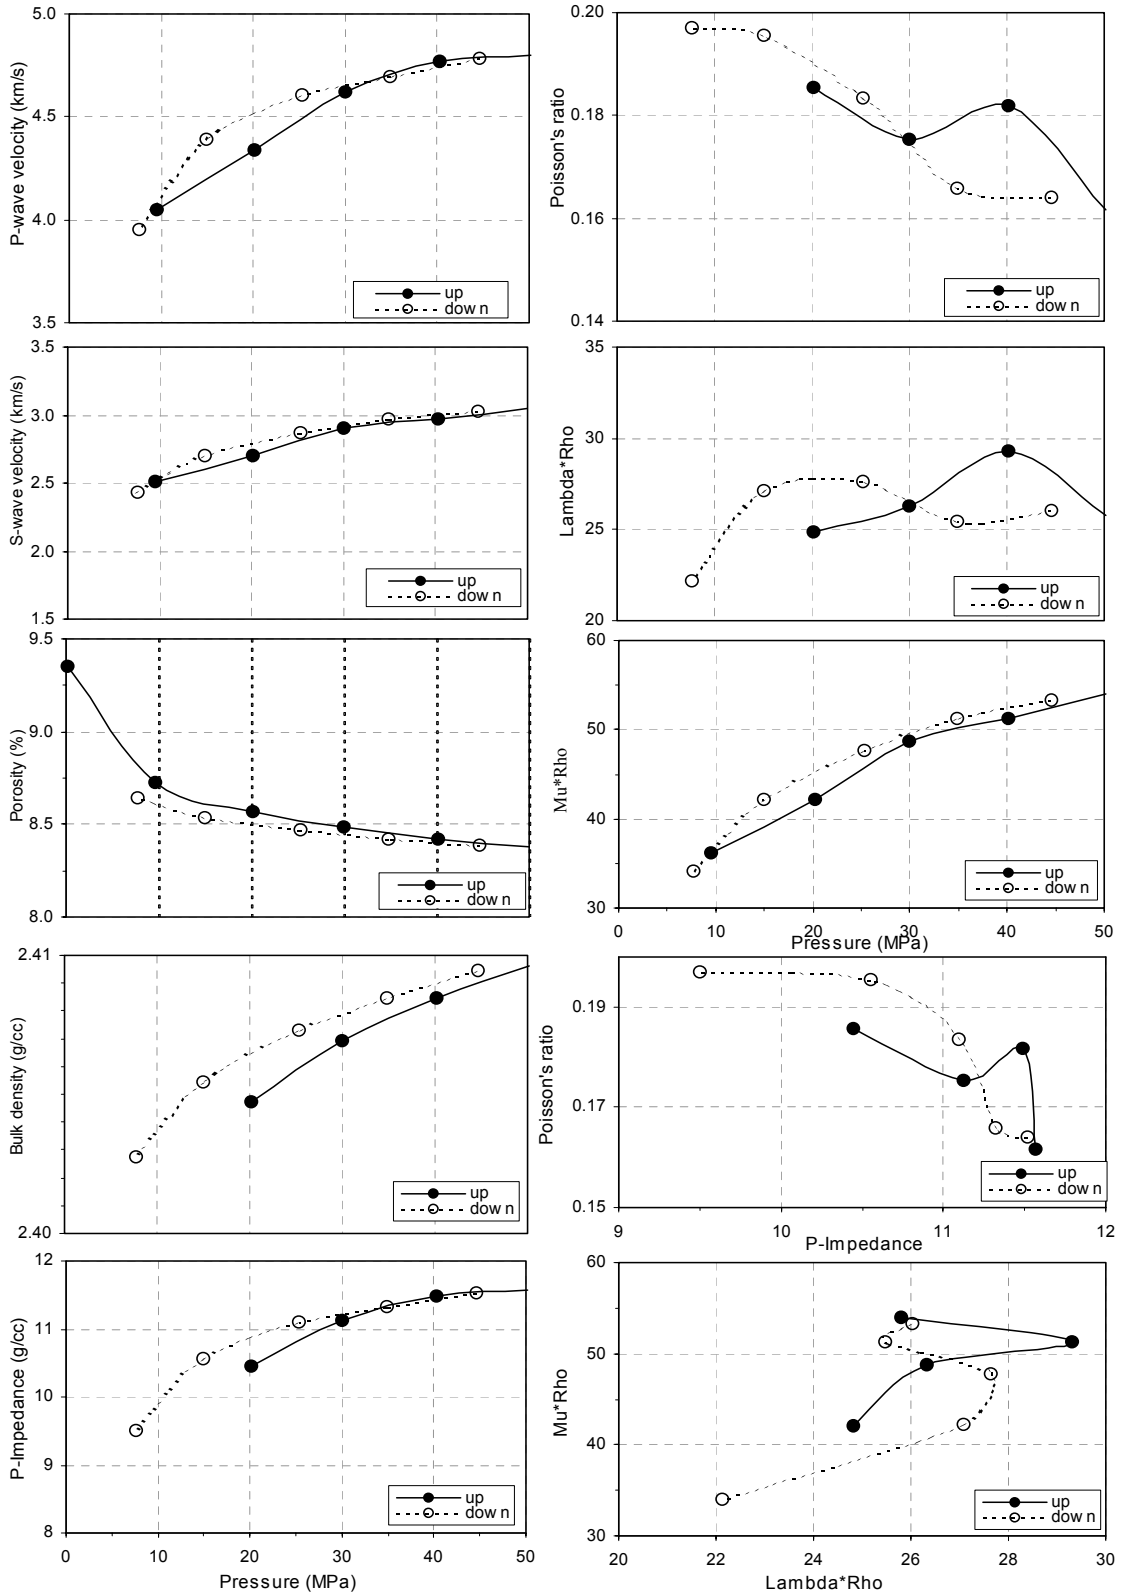 5.0
4.5
4.0
3.5
P-wave velocity (km/s)
up
dow n
3.5
3.0
2.5
2.0
1.5
S-wave velocity (km/s)
up
dow n
9.5
9.0
8.5
8.0
Porosity (%)
up
dow n
2.41
2.40
Bulk density (g/cc)
up
dow n
12
11
10
9
8
P-Impedance (g/cc)
up
dow n
0 10 20 30 40 50
Pressure (MPa)
0.20
0.18
0.16
0.14
Poisson's ratio
up
dow n
35
30
25
20
Lambda*Rho
up
dow n
60
50
40
30
Mu*Rho
up
dow n
0 10 20 30 40 50
Pressure (MPa)
0.19
0.17
0.15
Poisson's ratio
up
dow n
9 10 11 12
P-Impedance
60
50
40
30
Mu*Rho
up
dow n
20 22 24 26 28 30
Lambda*Rho